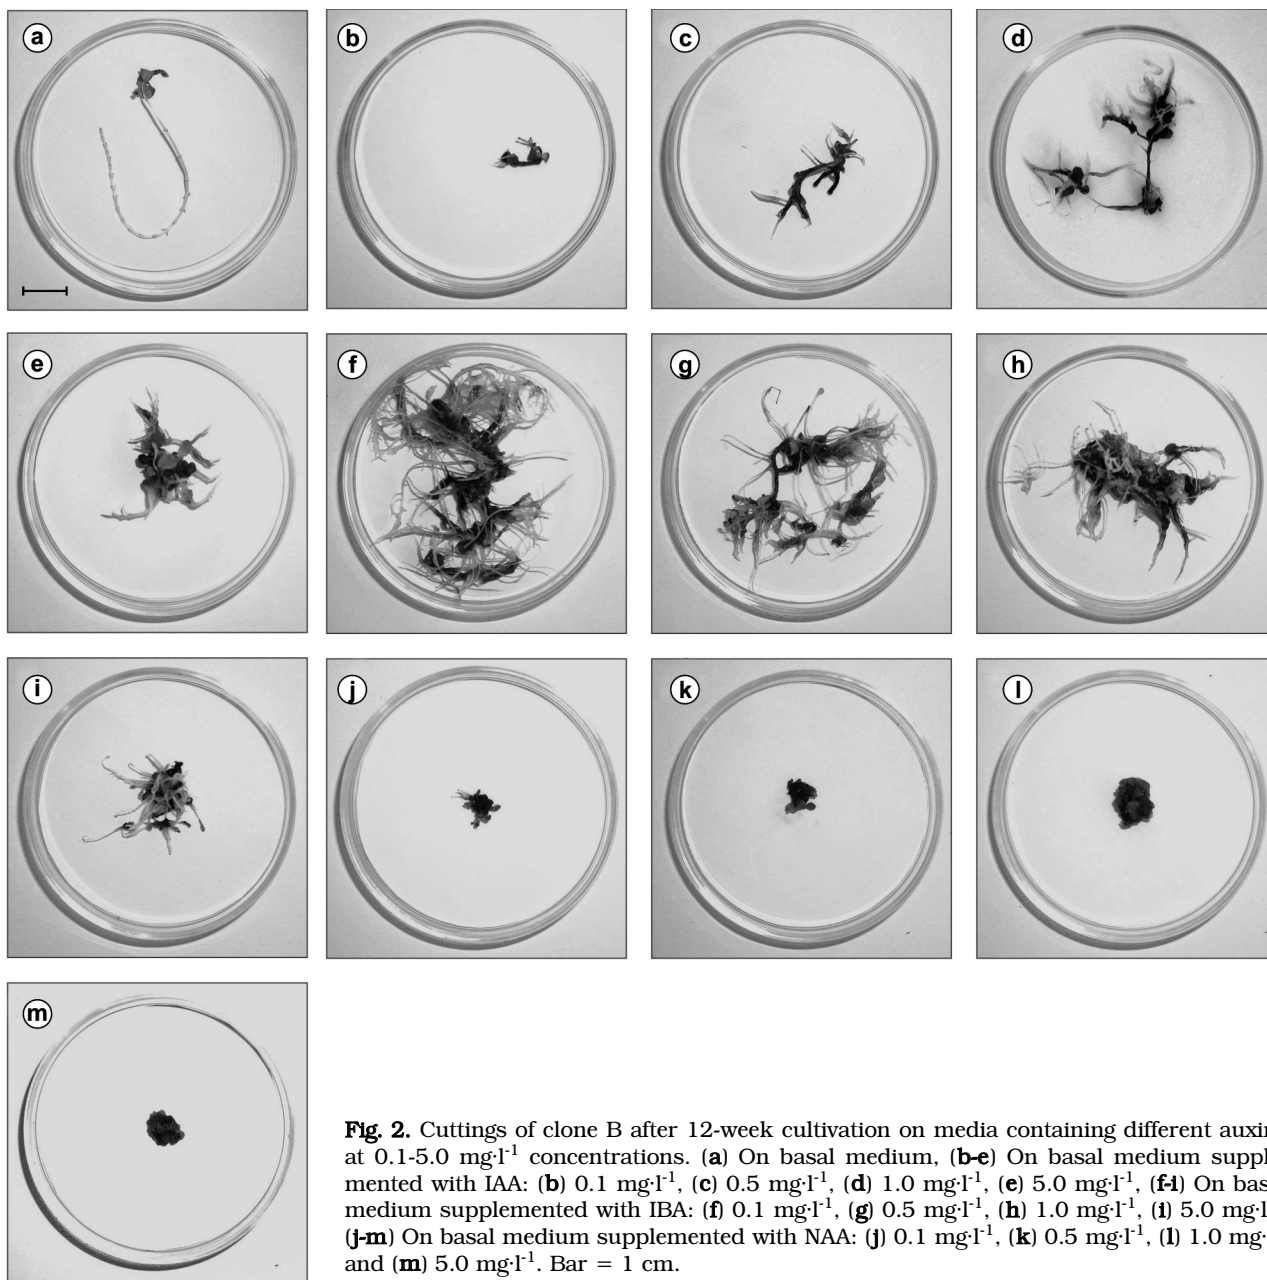 a b c d
e f g h
i j k l
m
Fig. 2. Cuttings of clone B after 12-week cultivation on media containing different auxin
at 0.1-5.0 mg·l⁻¹ concentrations. (a) On basal medium, (b-e) On basal medium suppl
mented with IAA: (b) 0.1 mg·l⁻¹, (c) 0.5 mg·l⁻¹, (d) 1.0 mg·l⁻¹, (e) 5.0 mg·l⁻¹, (f-i) On bas
medium supplemented with IBA: (f) 0.1 mg·l⁻¹, (g) 0.5 mg·l⁻¹, (h) 1.0 mg·l⁻¹, (i) 5.0 mg·l
(j-m) On basal medium supplemented with NAA: (j) 0.1 mg·l⁻¹, (k) 0.5 mg·l⁻¹, (l) 1.0 mg·
and (m) 5.0 mg·l⁻¹. Bar = 1 cm.